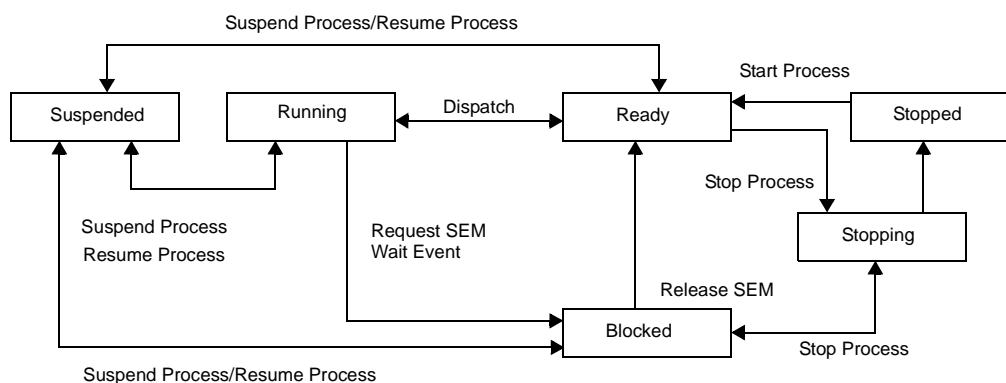 Suspend Process/Resume Process
Start Process
Suspended
Running
Dispatch
Ready
Stopped
Stop Process
Suspend Process
Resume Process
Request SEM
Wait Event
Stopping
Release SEM
Blocked
Stop Process
Suspend Process/Resume Process